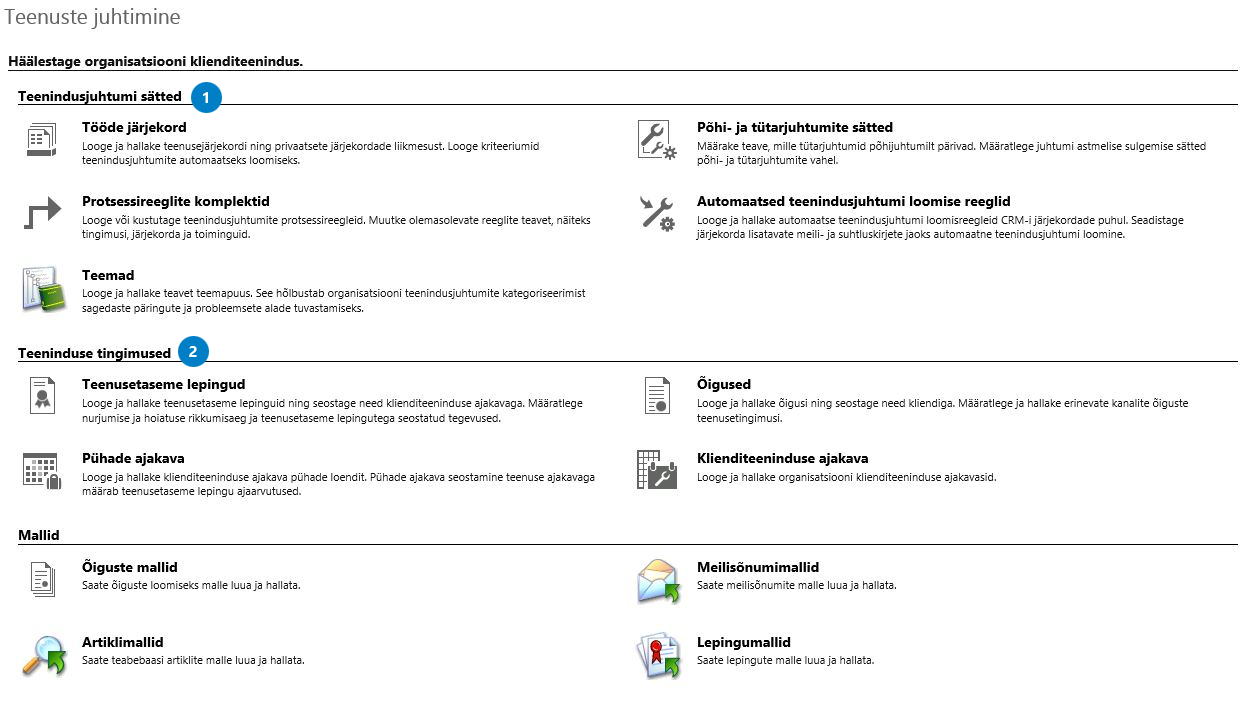 Teenuste juhtimine
Häälestage organisatsiooni klienditeenindus.
Teenindusjuhtumi sätted 1
Tööde järjekord
Looge ja hallake teenusejärjekordi ning privaatsete järjekordade liikmesust. Looge kriteeriumid
teenindusjuhtumite automaatseks loomiseks.
Põhi- ja tütarjuhtumite sätted
Määrake teave, mille tütarjuhtumid põhijuhtumilt pärivad. Määratlege juhtumi astmelise sulgemise sätted
põhi- ja tütarjuhtumite vahel.
Protsessireeglite komplektid
Looge või kustutage teenindusjuhtumite protsessireegleid. Muutke olemasolevate reeglite teavet, näiteks
tingimusi, järjekorda ja toiminguid.
Automaatsed teenindusjuhtumi loomise reeglid
Looge ja hallake automaatse teenindusjuhtumi loomisreegleid CRM-i järjekordade puhul. Seadistage
järjekorda lisatavate meili- ja suhtluskirjete jaoks automaatne teenindusjuhtumi loomine.
Teemad
Looge ja hallake teavet teemapuus. See hõlbustab organisatsiooni teenindusjuhtumite kategoriseerimist
sagedaste päringute ja probleemsete alade tuvastamiseks.
Teeninduse tingimused 2
Teenusetaseme lepingud
Looge ja hallake teenusetaseme lepinguid ning seostage need klienditeeninduse ajakavaga. Määratlege
nurjumise ja hoiatuse rikkumisaeg ja teenusetaseme lepingutega seostatud tegevused.
Õigused
Looge ja hallake õigusi ning seostage need kliendiga. Määratlege ja hallake erinevate kanalite õiguste
teenusetingimusi.
Pühade ajakava
Looge ja hallake klienditeeninduse ajakava pühade loendit. Pühade ajakava seostamine teenuse ajakavaga
määrab teenusetaseme lepingu ajaarvutused.
Klienditeeninduse ajakava
Looge ja hallake organisatsiooni klienditeeninduse ajakavasid.
Mallid
Õiguste mallid
Saate õiguste loomiseks malle luua ja hallata.
Meilisõnumimallid
Saate meilisõnumite malle luua ja hallata.
Artiklimallid
Saate teabebaasi artiklite malle luua ja hallata.
Lepingumallid
Saate lepingute malle luua ja hallata.